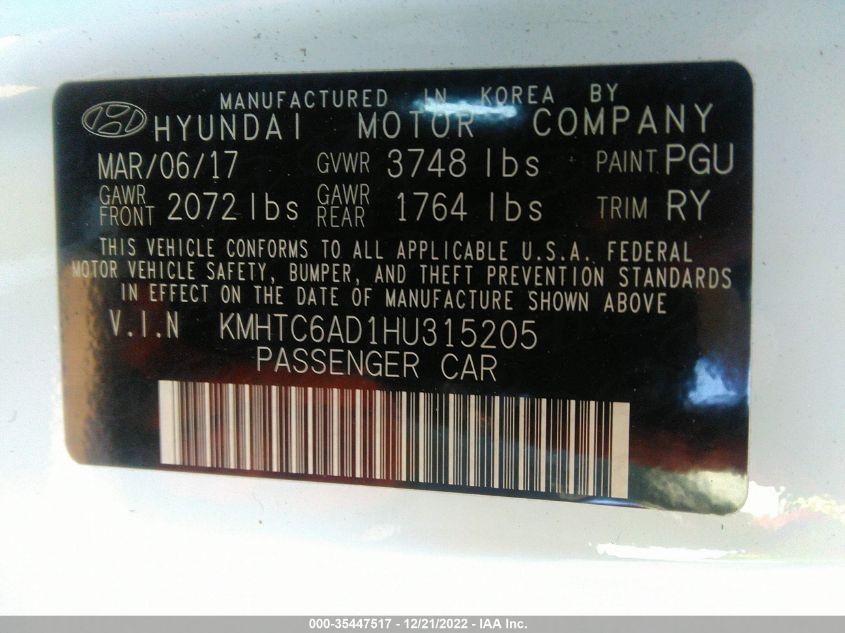 MANUFACTURED IN KOREA BY
HYUNDAI MOTOR COMPANY
MAR/06/17 GVWR 3748 lbs PAINT PGU
GAWR FRONT 2072 lbs GAWR REAR 1764 lbs TRIM RY
THIS VEHICLE CONFORMS TO ALL APPLICABLE U.S.A. FEDERAL
MOTOR VEHICLE SAFETY, BUMPER, AND THEFT PREVENTION STANDARDS
IN EFFECT ON THE DATE OF MANUFACTURE SHOWN ABOVE
V.I.N KMHTC6AD1HU315205
PASSENGER CAR
000-35447517 - 12/21/2022 - IAA Inc.